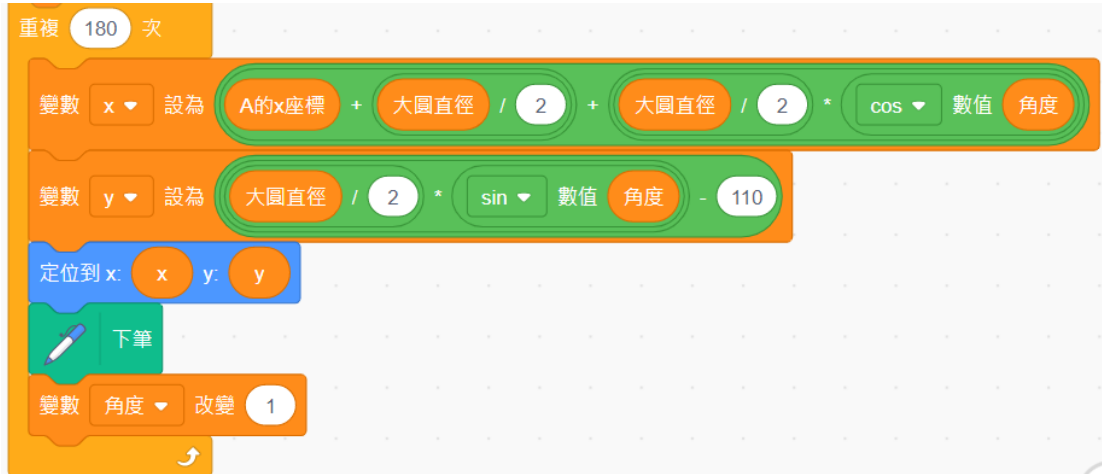 重複 180 次
變數 x 設為 A的x座標 + 大圓直徑 / 2 + 大圓直徑 / 2 * cos 數值 角度
變數 y 設為 大圓直徑 / 2 * sin 數值 角度 - 110
定位到 x: x y: y
下筆
變數 角度 改變 1